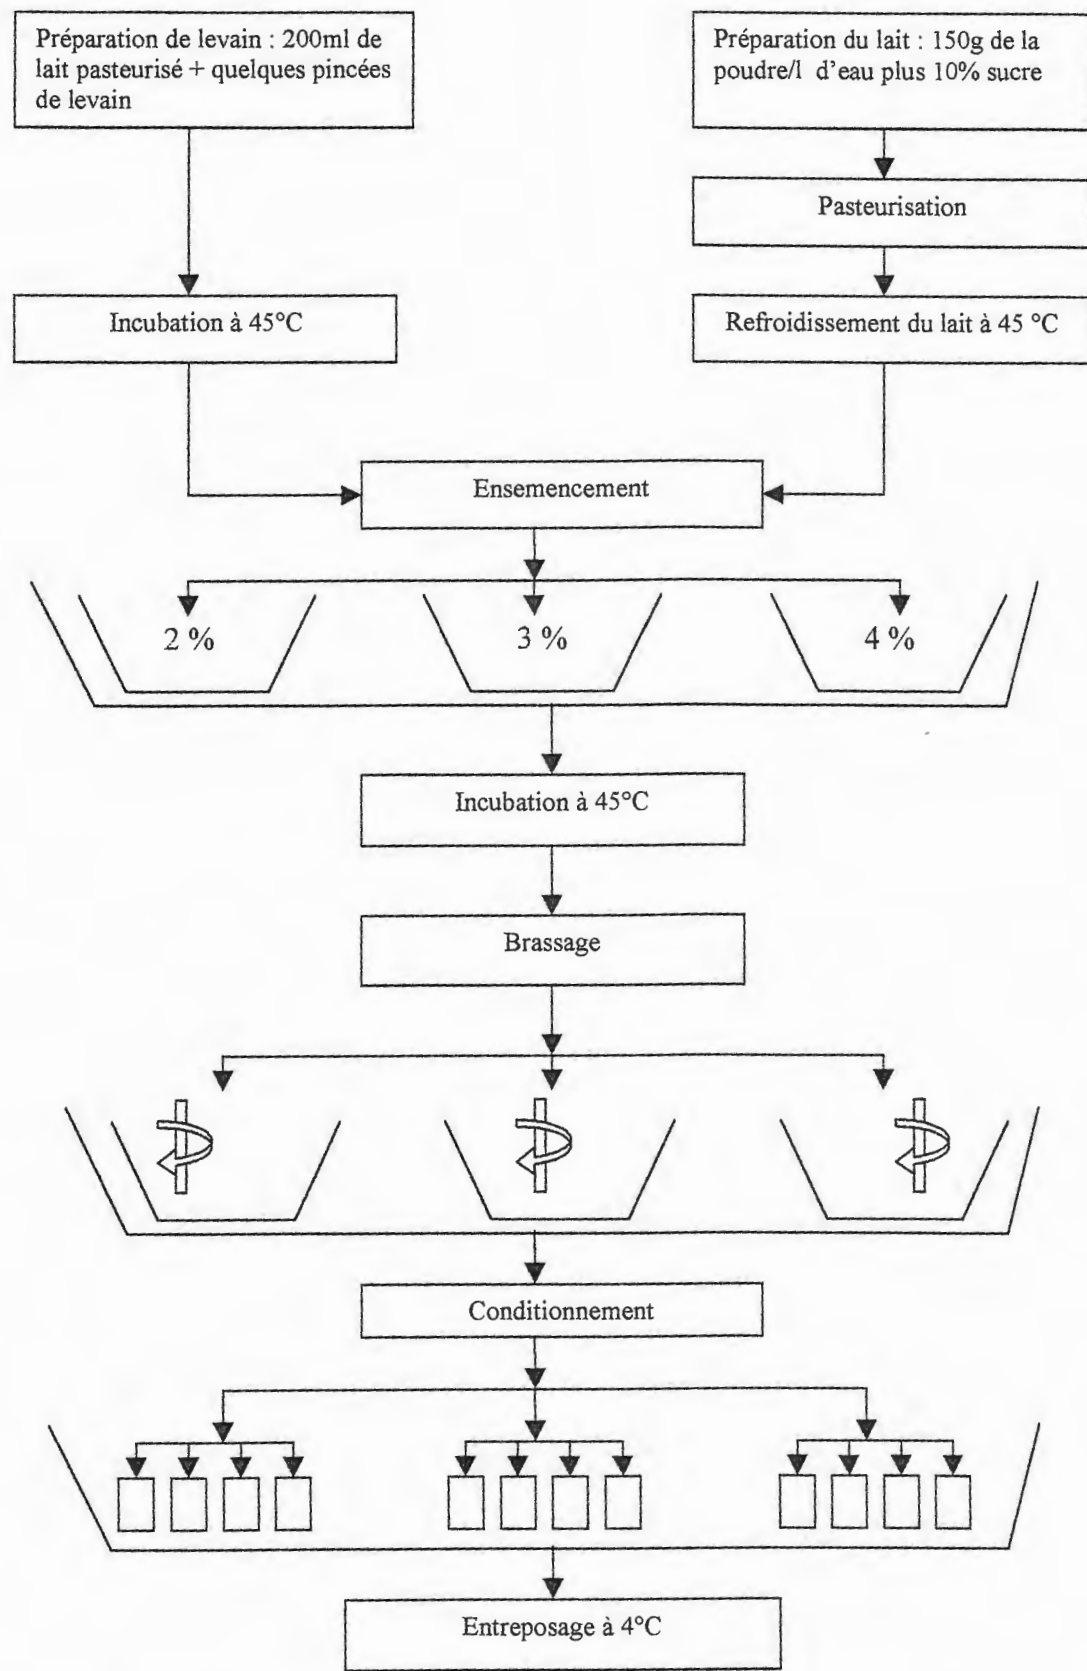 Préparation de levain : 200ml de
lait pasteurisé + quelques pincées
de levain
Préparation du lait : 150g de la
poudre/l d'eau plus 10% sucre
Pasteurisation
Incubation à 45°C
Refroidissement du lait à 45 °C
Ensemencement
2 %
3 %
4 %
Incubation à 45°C
Brassage
Conditionnement
Entreposage à 4°C